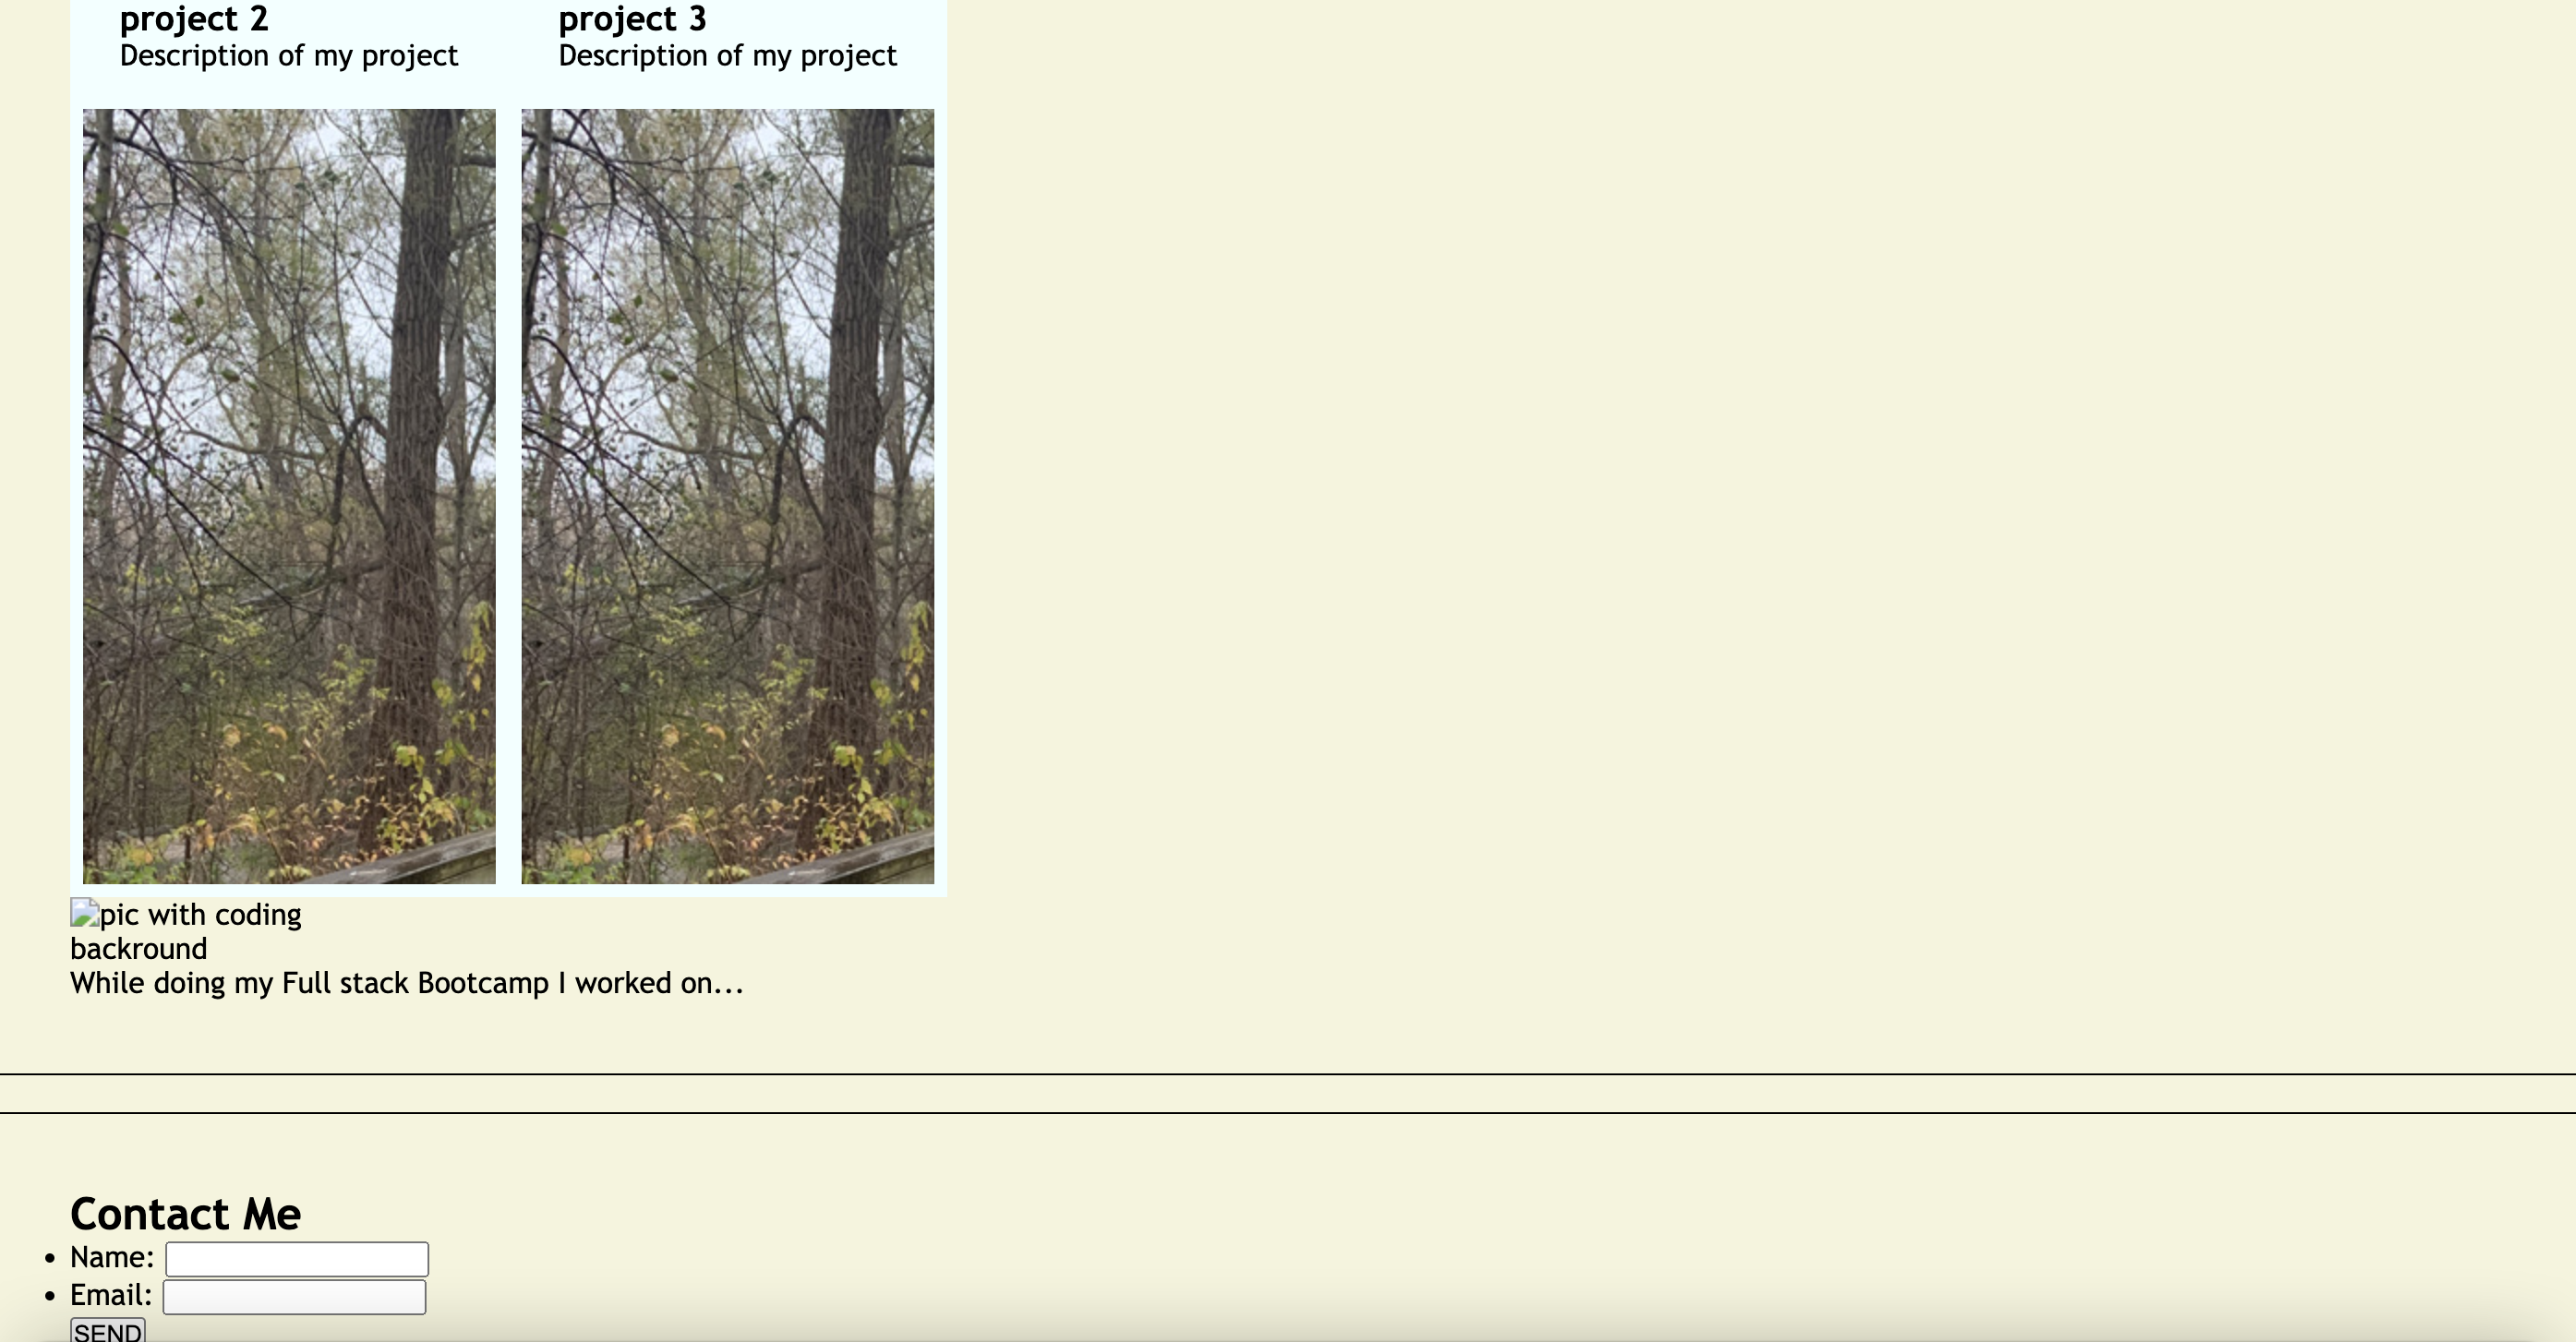 project 2
Description of my project
project 3
Description of my project
pic with coding
backround
While doing my Full stack Bootcamp I worked on...
Contact Me
Name:
Email:
SEND